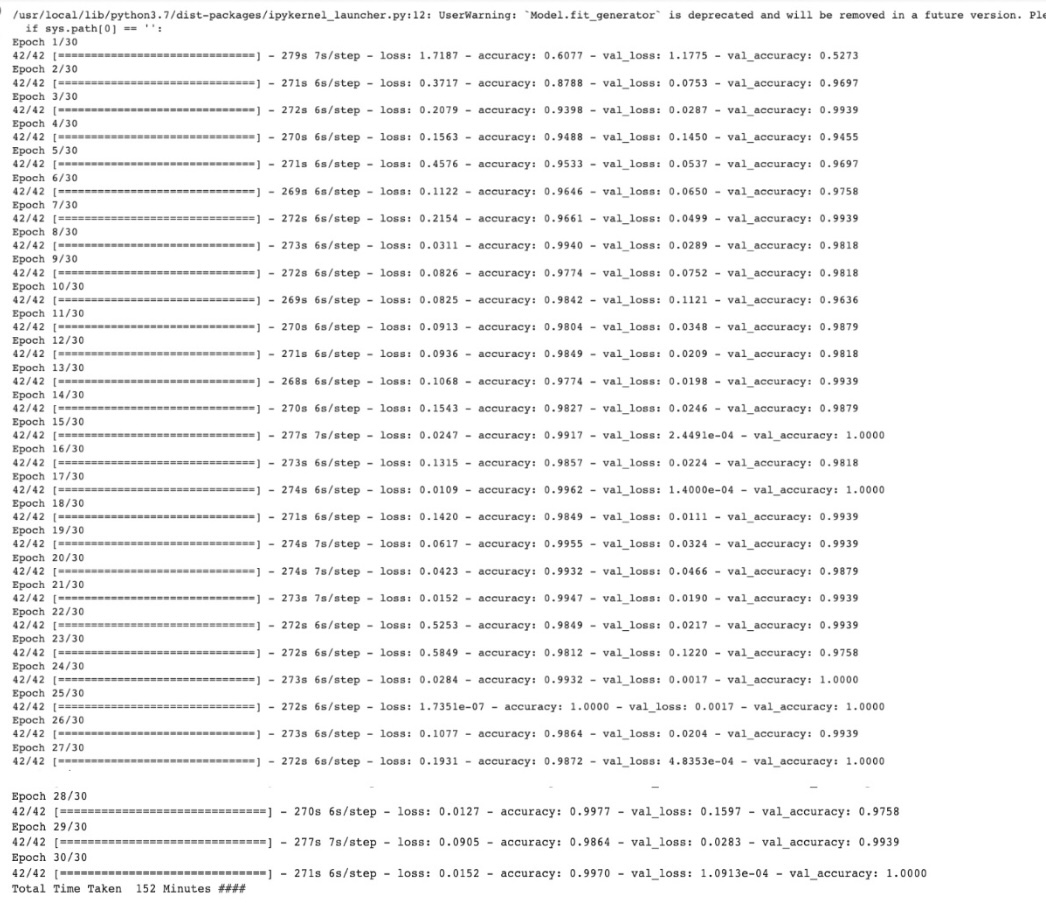 /usr/local/lib/python3.7/dist-packages/ipykernel_launcher.py:12: UserWarning: `Model.fit_generator` is deprecated and will be removed in a future version. Ple
if sys.path[0] == '':
Epoch 1/30
42/42 [==============================] - 279s 7s/step - loss: 1.7187 - accuracy: 0.6077 - val_loss: 1.1775 - val_accuracy: 0.5273
Epoch 2/30
42/42 [==============================] - 271s 6s/step - loss: 0.3717 - accuracy: 0.8788 - val_loss: 0.0753 - val_accuracy: 0.9697
Epoch 3/30
42/42 [==============================] - 272s 6s/step - loss: 0.2079 - accuracy: 0.9398 - val_loss: 0.0287 - val_accuracy: 0.9939
Epoch 4/30
42/42 [==============================] - 270s 6s/step - loss: 0.1563 - accuracy: 0.9488 - val_loss: 0.1450 - val_accuracy: 0.9455
Epoch 5/30
42/42 [==============================] - 271s 6s/step - loss: 0.4576 - accuracy: 0.9533 - val_loss: 0.0537 - val_accuracy: 0.9697
Epoch 6/30
42/42 [==============================] - 269s 6s/step - loss: 0.1122 - accuracy: 0.9646 - val_loss: 0.0650 - val_accuracy: 0.9758
Epoch 7/30
42/42 [==============================] - 272s 6s/step - loss: 0.2154 - accuracy: 0.9661 - val_loss: 0.0499 - val_accuracy: 0.9939
Epoch 8/30
42/42 [==============================] - 273s 6s/step - loss: 0.0311 - accuracy: 0.9940 - val_loss: 0.0289 - val_accuracy: 0.9818
Epoch 9/30
42/42 [==============================] - 272s 6s/step - loss: 0.0826 - accuracy: 0.9774 - val_loss: 0.0752 - val_accuracy: 0.9818
Epoch 10/30
42/42 [==============================] - 269s 6s/step - loss: 0.0825 - accuracy: 0.9842 - val_loss: 0.1121 - val_accuracy: 0.9636
Epoch 11/30
42/42 [==============================] - 270s 6s/step - loss: 0.0913 - accuracy: 0.9804 - val_loss: 0.0348 - val_accuracy: 0.9879
Epoch 12/30
42/42 [==============================] - 271s 6s/step - loss: 0.0936 - accuracy: 0.9849 - val_loss: 0.0209 - val_accuracy: 0.9818
Epoch 13/30
42/42 [==============================] - 268s 6s/step - loss: 0.1068 - accuracy: 0.9774 - val_loss: 0.0198 - val_accuracy: 0.9939
Epoch 14/30
42/42 [==============================] - 270s 6s/step - loss: 0.1543 - accuracy: 0.9827 - val_loss: 0.0246 - val_accuracy: 0.9879
Epoch 15/30
42/42 [==============================] - 277s 7s/step - loss: 0.0247 - accuracy: 0.9917 - val_loss: 2.4491e-04 - val_accuracy: 1.0000
Epoch 16/30
42/42 [==============================] - 273s 6s/step - loss: 0.1315 - accuracy: 0.9857 - val_loss: 0.0224 - val_accuracy: 0.9818
Epoch 17/30
42/42 [==============================] - 274s 6s/step - loss: 0.0109 - accuracy: 0.9962 - val_loss: 1.4000e-04 - val_accuracy: 1.0000
Epoch 18/30
42/42 [==============================] - 271s 6s/step - loss: 0.1420 - accuracy: 0.9849 - val_loss: 0.0111 - val_accuracy: 0.9939
Epoch 19/30
42/42 [==============================] - 274s 7s/step - loss: 0.0617 - accuracy: 0.9955 - val_loss: 0.0324 - val_accuracy: 0.9939
Epoch 20/30
42/42 [==============================] - 274s 7s/step - loss: 0.0423 - accuracy: 0.9932 - val_loss: 0.0466 - val_accuracy: 0.9879
Epoch 21/30
42/42 [==============================] - 273s 7s/step - loss: 0.0152 - accuracy: 0.9947 - val_loss: 0.0190 - val_accuracy: 0.9939
Epoch 22/30
42/42 [==============================] - 272s 6s/step - loss: 0.5253 - accuracy: 0.9849 - val_loss: 0.0217 - val_accuracy: 0.9939
Epoch 23/30
42/42 [==============================] - 272s 6s/step - loss: 0.5849 - accuracy: 0.9812 - val_loss: 0.1220 - val_accuracy: 0.9758
Epoch 24/30
42/42 [==============================] - 273s 6s/step - loss: 0.0284 - accuracy: 0.9932 - val_loss: 0.0017 - val_accuracy: 1.0000
Epoch 25/30
42/42 [==============================] - 272s 6s/step - loss: 1.7351e-07 - accuracy: 1.0000 - val_loss: 0.0017 - val_accuracy: 1.0000
Epoch 26/30
42/42 [==============================] - 273s 6s/step - loss: 0.1077 - accuracy: 0.9864 - val_loss: 0.0204 - val_accuracy: 0.9939
Epoch 27/30
42/42 [==============================] - 272s 6s/step - loss: 0.1931 - accuracy: 0.9872 - val_loss: 4.8353e-04 - val_accuracy: 1.0000
Epoch 28/30
42/42 [==============================] - 270s 6s/step - loss: 0.0127 - accuracy: 0.9977 - val_loss: 0.1597 - val_accuracy: 0.9758
Epoch 29/30
42/42 [==============================] - 277s 7s/step - loss: 0.0905 - accuracy: 0.9864 - val_loss: 0.0283 - val_accuracy: 0.9939
Epoch 30/30
42/42 [==============================] - 271s 6s/step - loss: 0.0152 - accuracy: 0.9970 - val_loss: 1.0913e-04 - val_accuracy: 1.0000
Total Time Taken  152 Minutes ####